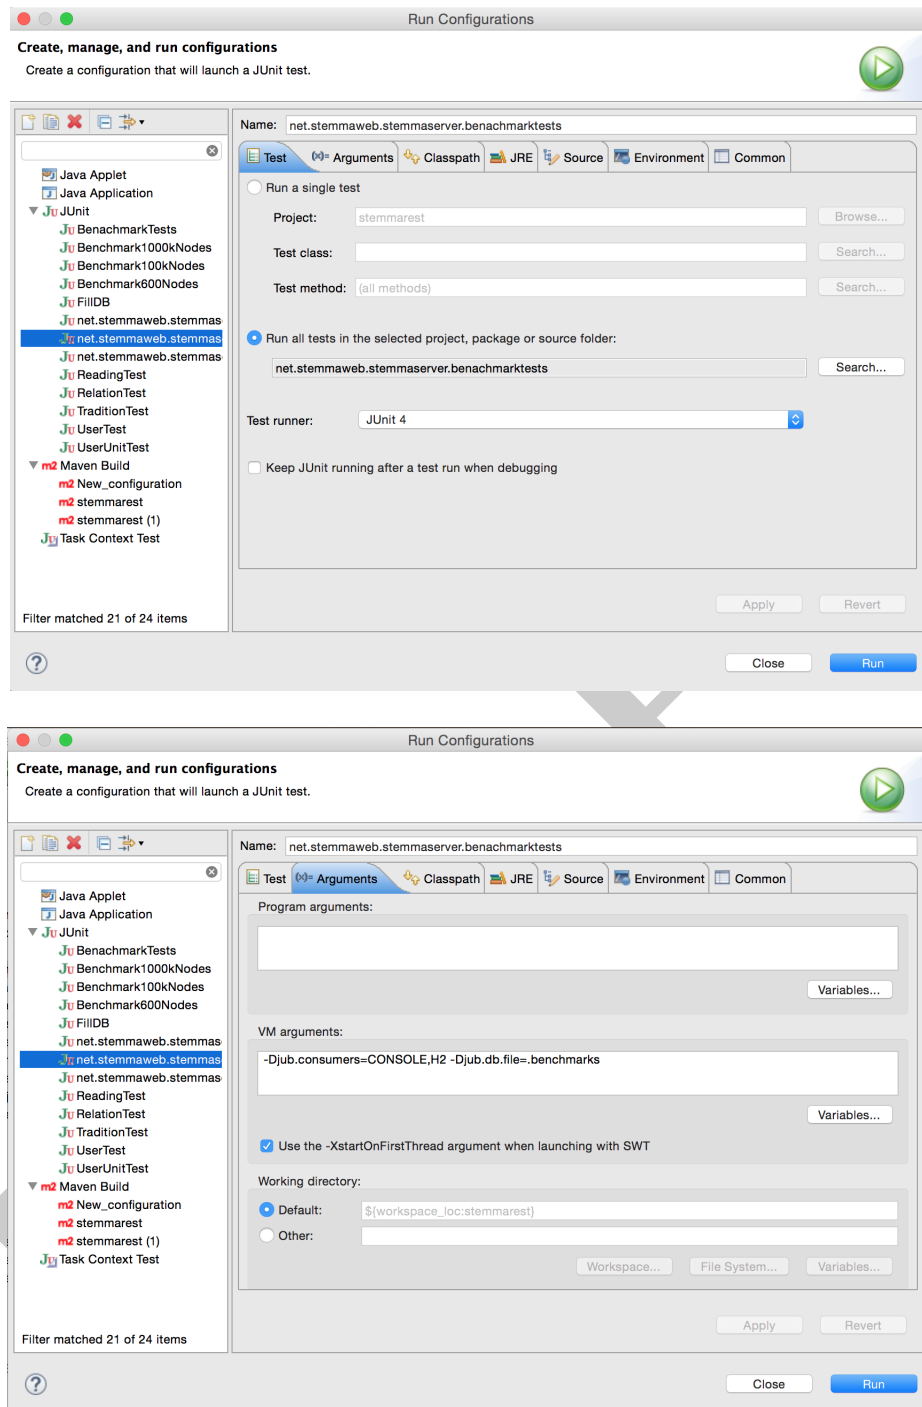 Run Configurations
Create, manage, and run configurations
Create a configuration that will launch a JUnit test.
Name: net.stemmaweb.stemmaserver.benachmarktests
Test (x)= Arguments Classpath JRE Source Environment Common
Java Applet
Java Application
JUnit
BenachmarkTests
Benchmark1000kNodes
Benchmark100kNodes
Benchmark600Nodes
FillDB
net.stemmaweb.stemmas
net.stemmaweb.stemmas
net.stemmaweb.stemmas
ReadingTest
RelationTest
TraditionTest
UserTest
UserUnitTest
m2 Maven Build
m2 New_configuration
m2 stemmarest
m2 stemmarest (1)
Task Context Test
Filter matched 21 of 24 items
Run a single test
Project: stemmarest Browse...
Test class: Search...
Test method: (all methods) Search...
Run all tests in the selected project, package or source folder:
net.stemmaweb.stemmaserver.benachmarktests Search...
Test runner: JUnit 4
Keep JUnit running after a test run when debugging
Apply Revert
? Close Run
Run Configurations
Create, manage, and run configurations
Create a configuration that will launch a JUnit test.
Name: net.stemmaweb.stemmaserver.benachmarktests
Test (x)= Arguments Classpath JRE Source Environment Common
Java Applet
Java Application
JUnit
BenachmarkTests
Benchmark1000kNodes
Benchmark100kNodes
Benchmark600Nodes
FillDB
net.stemmaweb.stemmas
net.stemmaweb.stemmas
net.stemmaweb.stemmas
ReadingTest
RelationTest
TraditionTest
UserTest
UserUnitTest
m2 Maven Build
m2 New_configuration
m2 stemmarest
m2 stemmarest (1)
Task Context Test
Filter matched 21 of 24 items
Program arguments:
Variables...
VM arguments:
-Djub.consumers=CONSOLE,H2 -Djub.db.file=.benchmarks
Variables...
Use the -XstartOnFirstThread argument when launching with SWT
Working directory:
Default: ${workspace_loc:stemmarest}
Other:
Workspace... File System... Variables...
Apply Revert
? Close Run